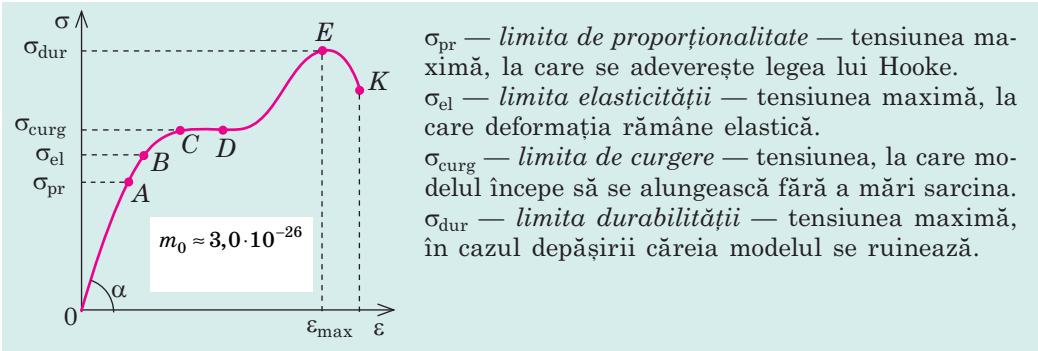 σ
σdur
σcurg
σel
σpr
0
α
A
B
C
D
E
K
εmax
ε
m₀ ≈ 3,0·10⁻²⁶
σpr — limita de proporționalitate — tensiunea ma-
ximă, la care se adeverește legea lui Hooke.
σel — limita elasticității — tensiunea maximă, la
care deformația rămâne elastică.
σcurg — limita de curgere — tensiunea, la care mo-
delul începe să se alungească fără a mări sarcina.
σdur — limita durabilității — tensiunea maximă,
în cazul depășirii căreia modelul se ruinează.